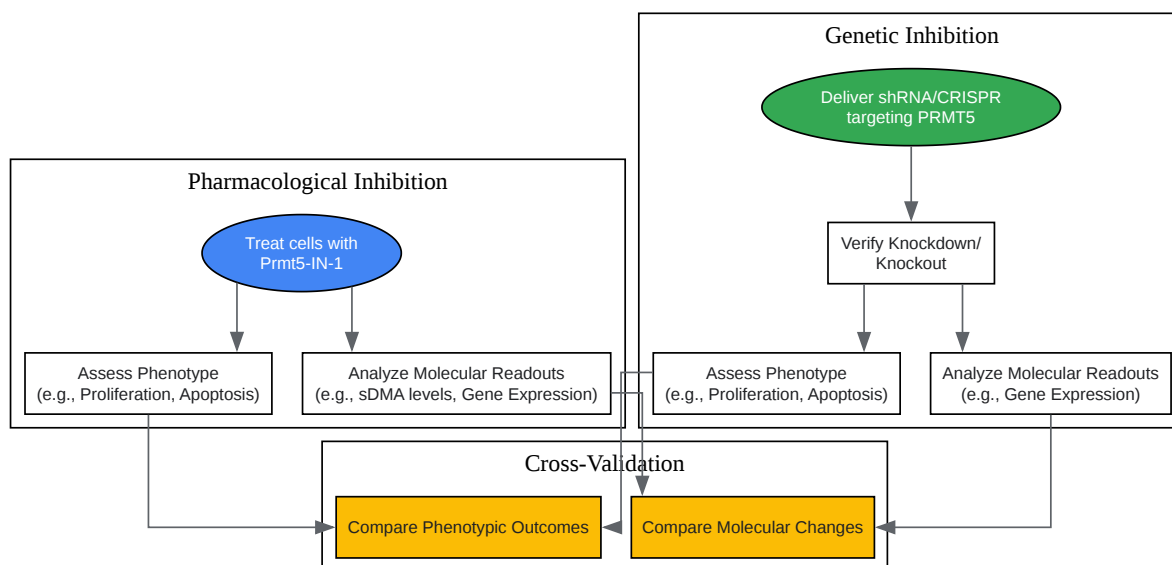 Genetic Inhibition
Deliver shRNA/CRISPR
targeting PRMT5
Verify Knockdown/
Knockout
Assess Phenotype
(e.g., Proliferation, Apoptosis)
Analyze Molecular Readouts
(e.g., Gene Expression)
Pharmacological Inhibition
Treat cells with
Prmt5-IN-1
Assess Phenotype
(e.g., Proliferation, Apoptosis)
Analyze Molecular Readouts
(e.g., sDMA levels, Gene Expression)
Cross-Validation
Compare Phenotypic Outcomes
Compare Molecular Changes